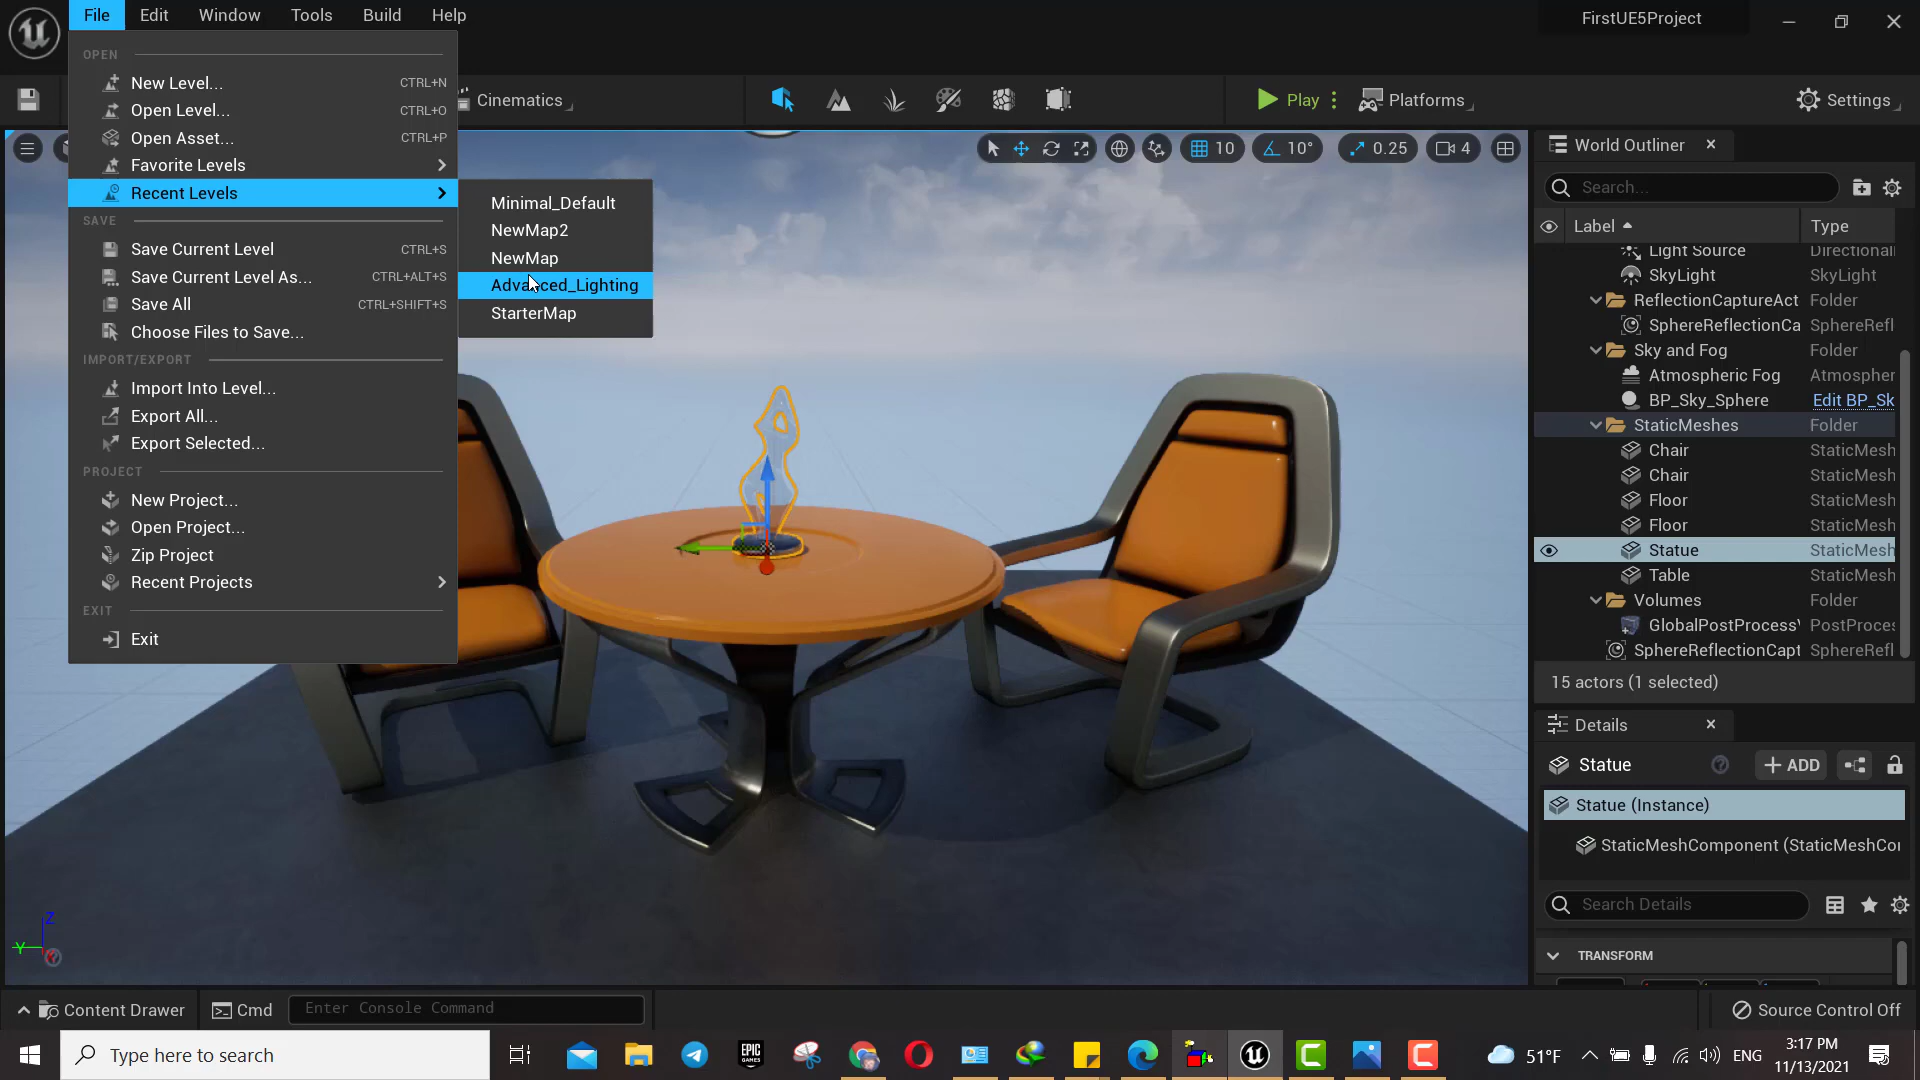 File Edit Window Tools Build Help
FirstUE5Project
OPEN
New Level... CTRL+N
Open Level... CTRL+O
Open Asset... CTRL+P
Favorite Levels
Recent Levels
SAVE
Save Current Level CTRL+S
Save Current Level As... CTRL+ALT+S
Save All CTRL+SHIFT+S
Choose Files to Save...
IMPORT/EXPORT
Import Into Level...
Export All...
Export Selected...
PROJECT
New Project...
Open Project...
Zip Project
Recent Projects
EXIT
Exit
Minimal_Default
NewMap2
NewMap
Advanced_Lighting
StarterMap
Cinematics
Play
Platforms
Settings
10 10° 0.25 4
World Outliner
Search...
Label Type
Light Source Directional
SkyLight SkyLight
ReflectionCaptureAct Folder
SphereReflectionCa SphereRefl
Sky and Fog Folder
Atmospheric Fog Atmospher
BP_Sky_Sphere Edit BP_Sk
StaticMeshes Folder
Chair StaticMesh
Chair StaticMesh
Floor StaticMesh
Floor StaticMesh
Statue StaticMesh
Table StaticMesh
Volumes Folder
GlobalPostProcess PostProces
SphereReflectionCapt SphereRefl
15 actors (1 selected)
Details
Statue
ADD
Statue (Instance)
StaticMeshComponent (StaticMeshCo
Search Details
TRANSFORM
Z
Y
Content Drawer
Cmd
Enter Console Command
Source Control Off
Type here to search
EPIC
GAMES
51°F
ENG
3:17 PM
11/13/2021